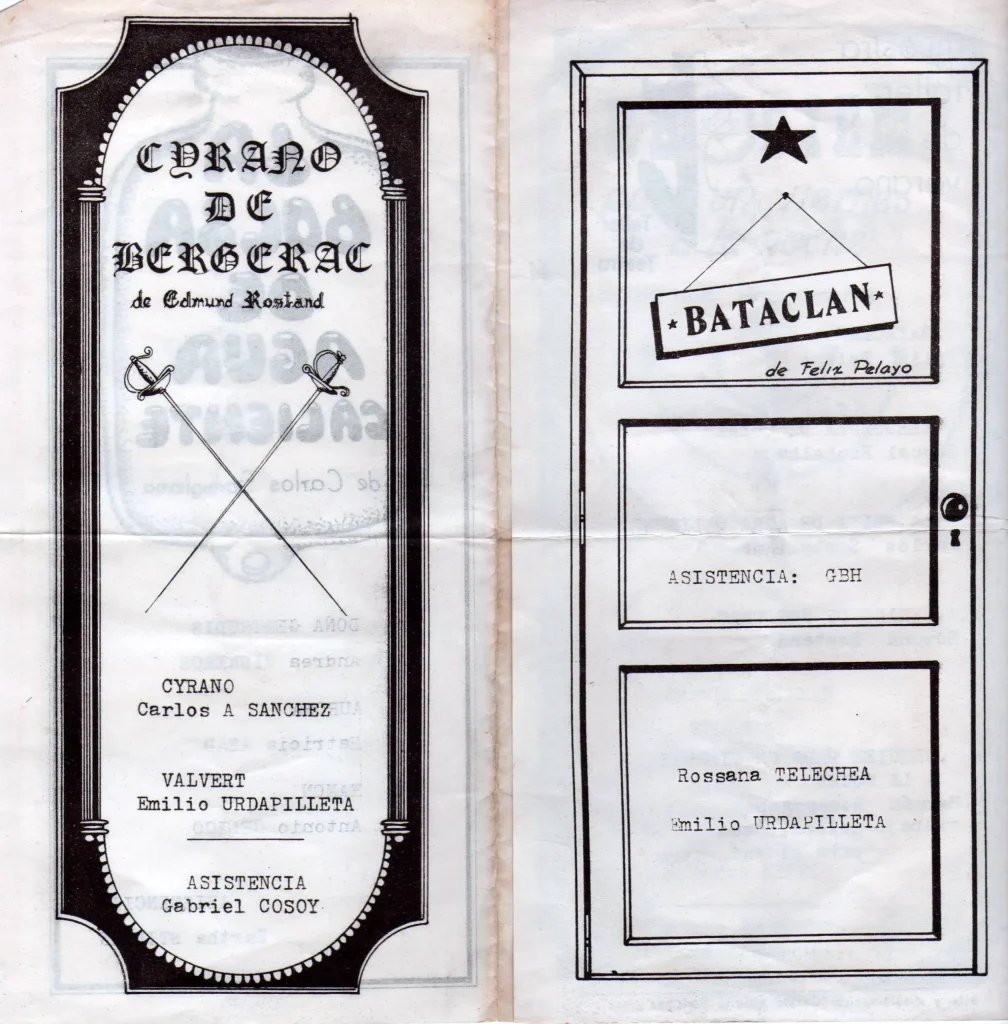 CYRANO
DE
BERGERAC
de Edmund Rostand
CYRANO
Carlos A SANCHEZ
VALVERT
Emilio URDAPILLETA
ASISTENCIA
Gabriel COSOY
BATACLAN
de Felix Pelayo
ASISTENCIA: GBH
Rossana TELECHEA
Emilio URDAPILLETA